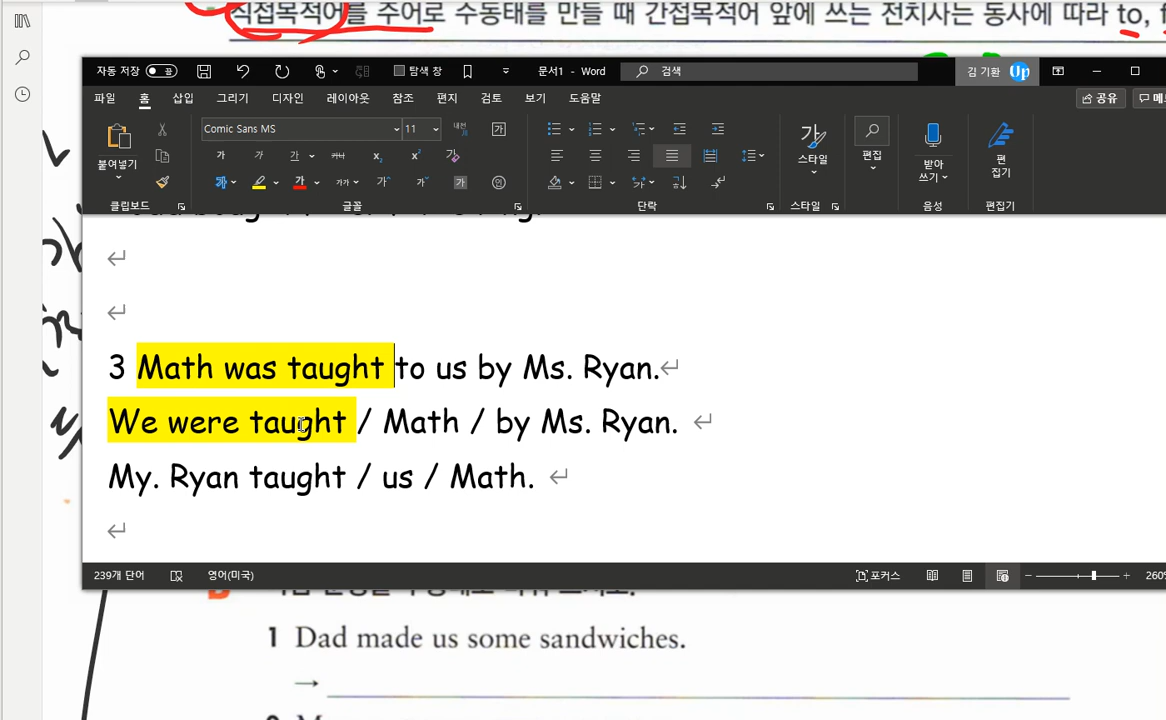 직접목적어를 주어로 수동태를 만들 때 간접목적어 앞에 쓰는 전치사는 동사에 따라 to,
자동 저장 끔 탐색 창 문서1 - Word 검색 김 기환 Up
파일 홈 삽입 그리기 디자인 레이아웃 참조 편지 검토 보기 도움말 공유
Comic Sans MS 11
붙여넣기 스타일 편집 받아쓰기 편집기
클립보드 글꼴 단락 스타일 음성 편집기
3 Math was taught to us by Ms. Ryan.
We were taught / Math / by Ms. Ryan.
My. Ryan taught / us / Math.
239개 단어 영어(미국) 포커스 260%
1 Dad made us some sandwiches.
→